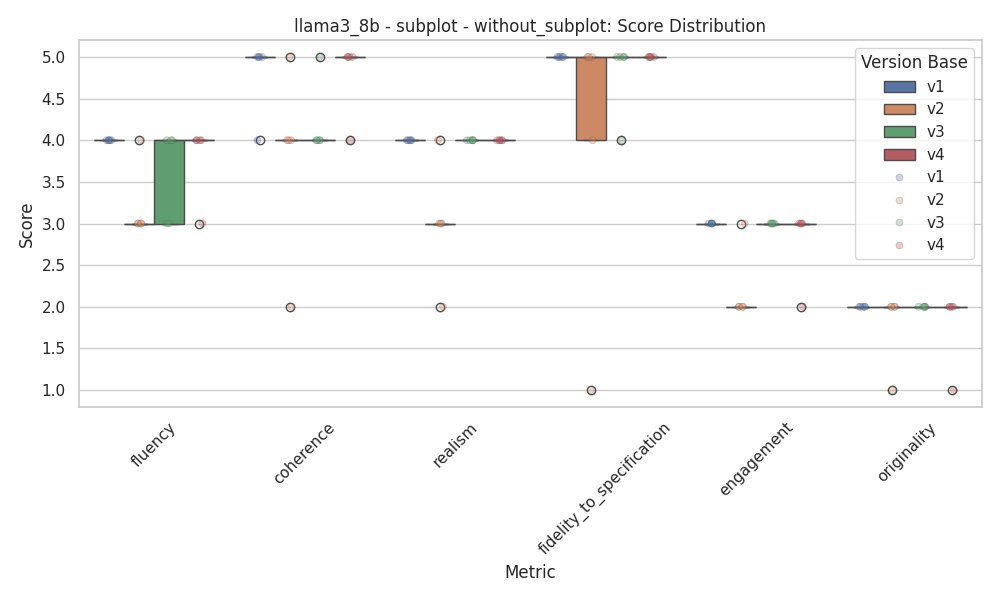 llama3_8b - subplot - without_subplot: Score Distribution
Score
5.0
4.5
4.0
3.5
3.0
2.5
2.0
1.5
1.0
Version Base
v1
v2
v3
v4
v1
v2
v3
v4
fluency
coherence
realism
fidelity_to_specification
engagement
originality
Metric